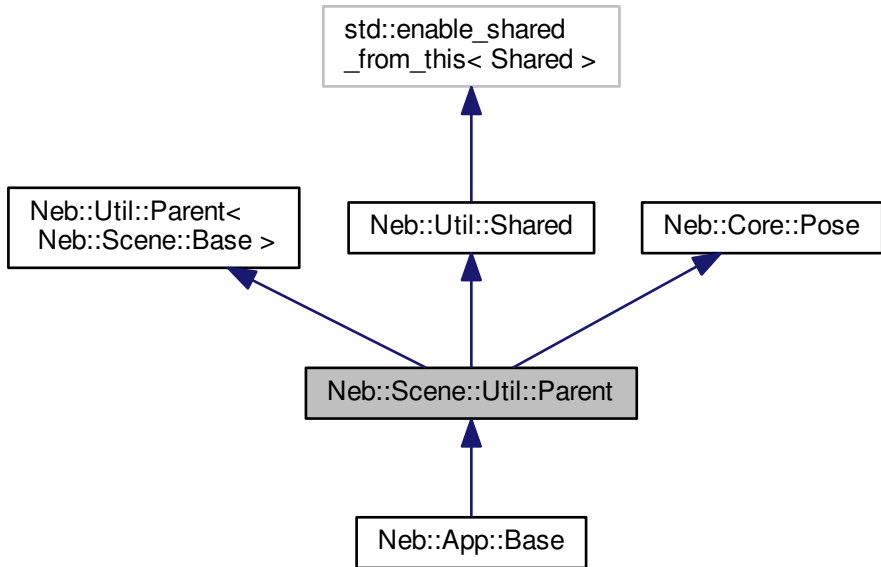 std::enable_shared
_from_this< Shared >
Neb::Util::Parent<
Neb::Scene::Base >
Neb::Util::Shared
Neb::Core::Pose
Neb::Scene::Util::Parent
Neb::App::Base